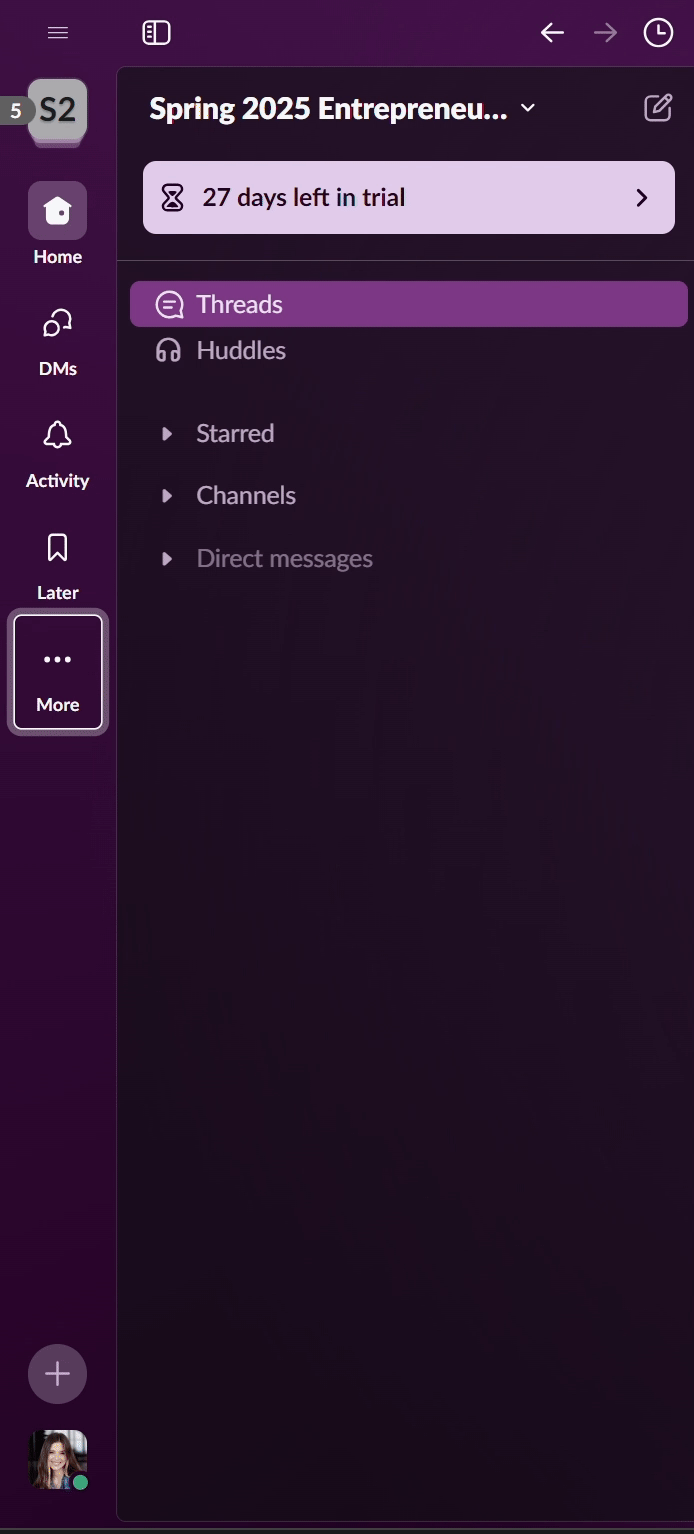 5
S2
Spring 2025 Entrepreneu...
27 days left in trial
Home
Threads
Huddles
DMs
Starred
Activity
Channels
Direct messages
Later
More